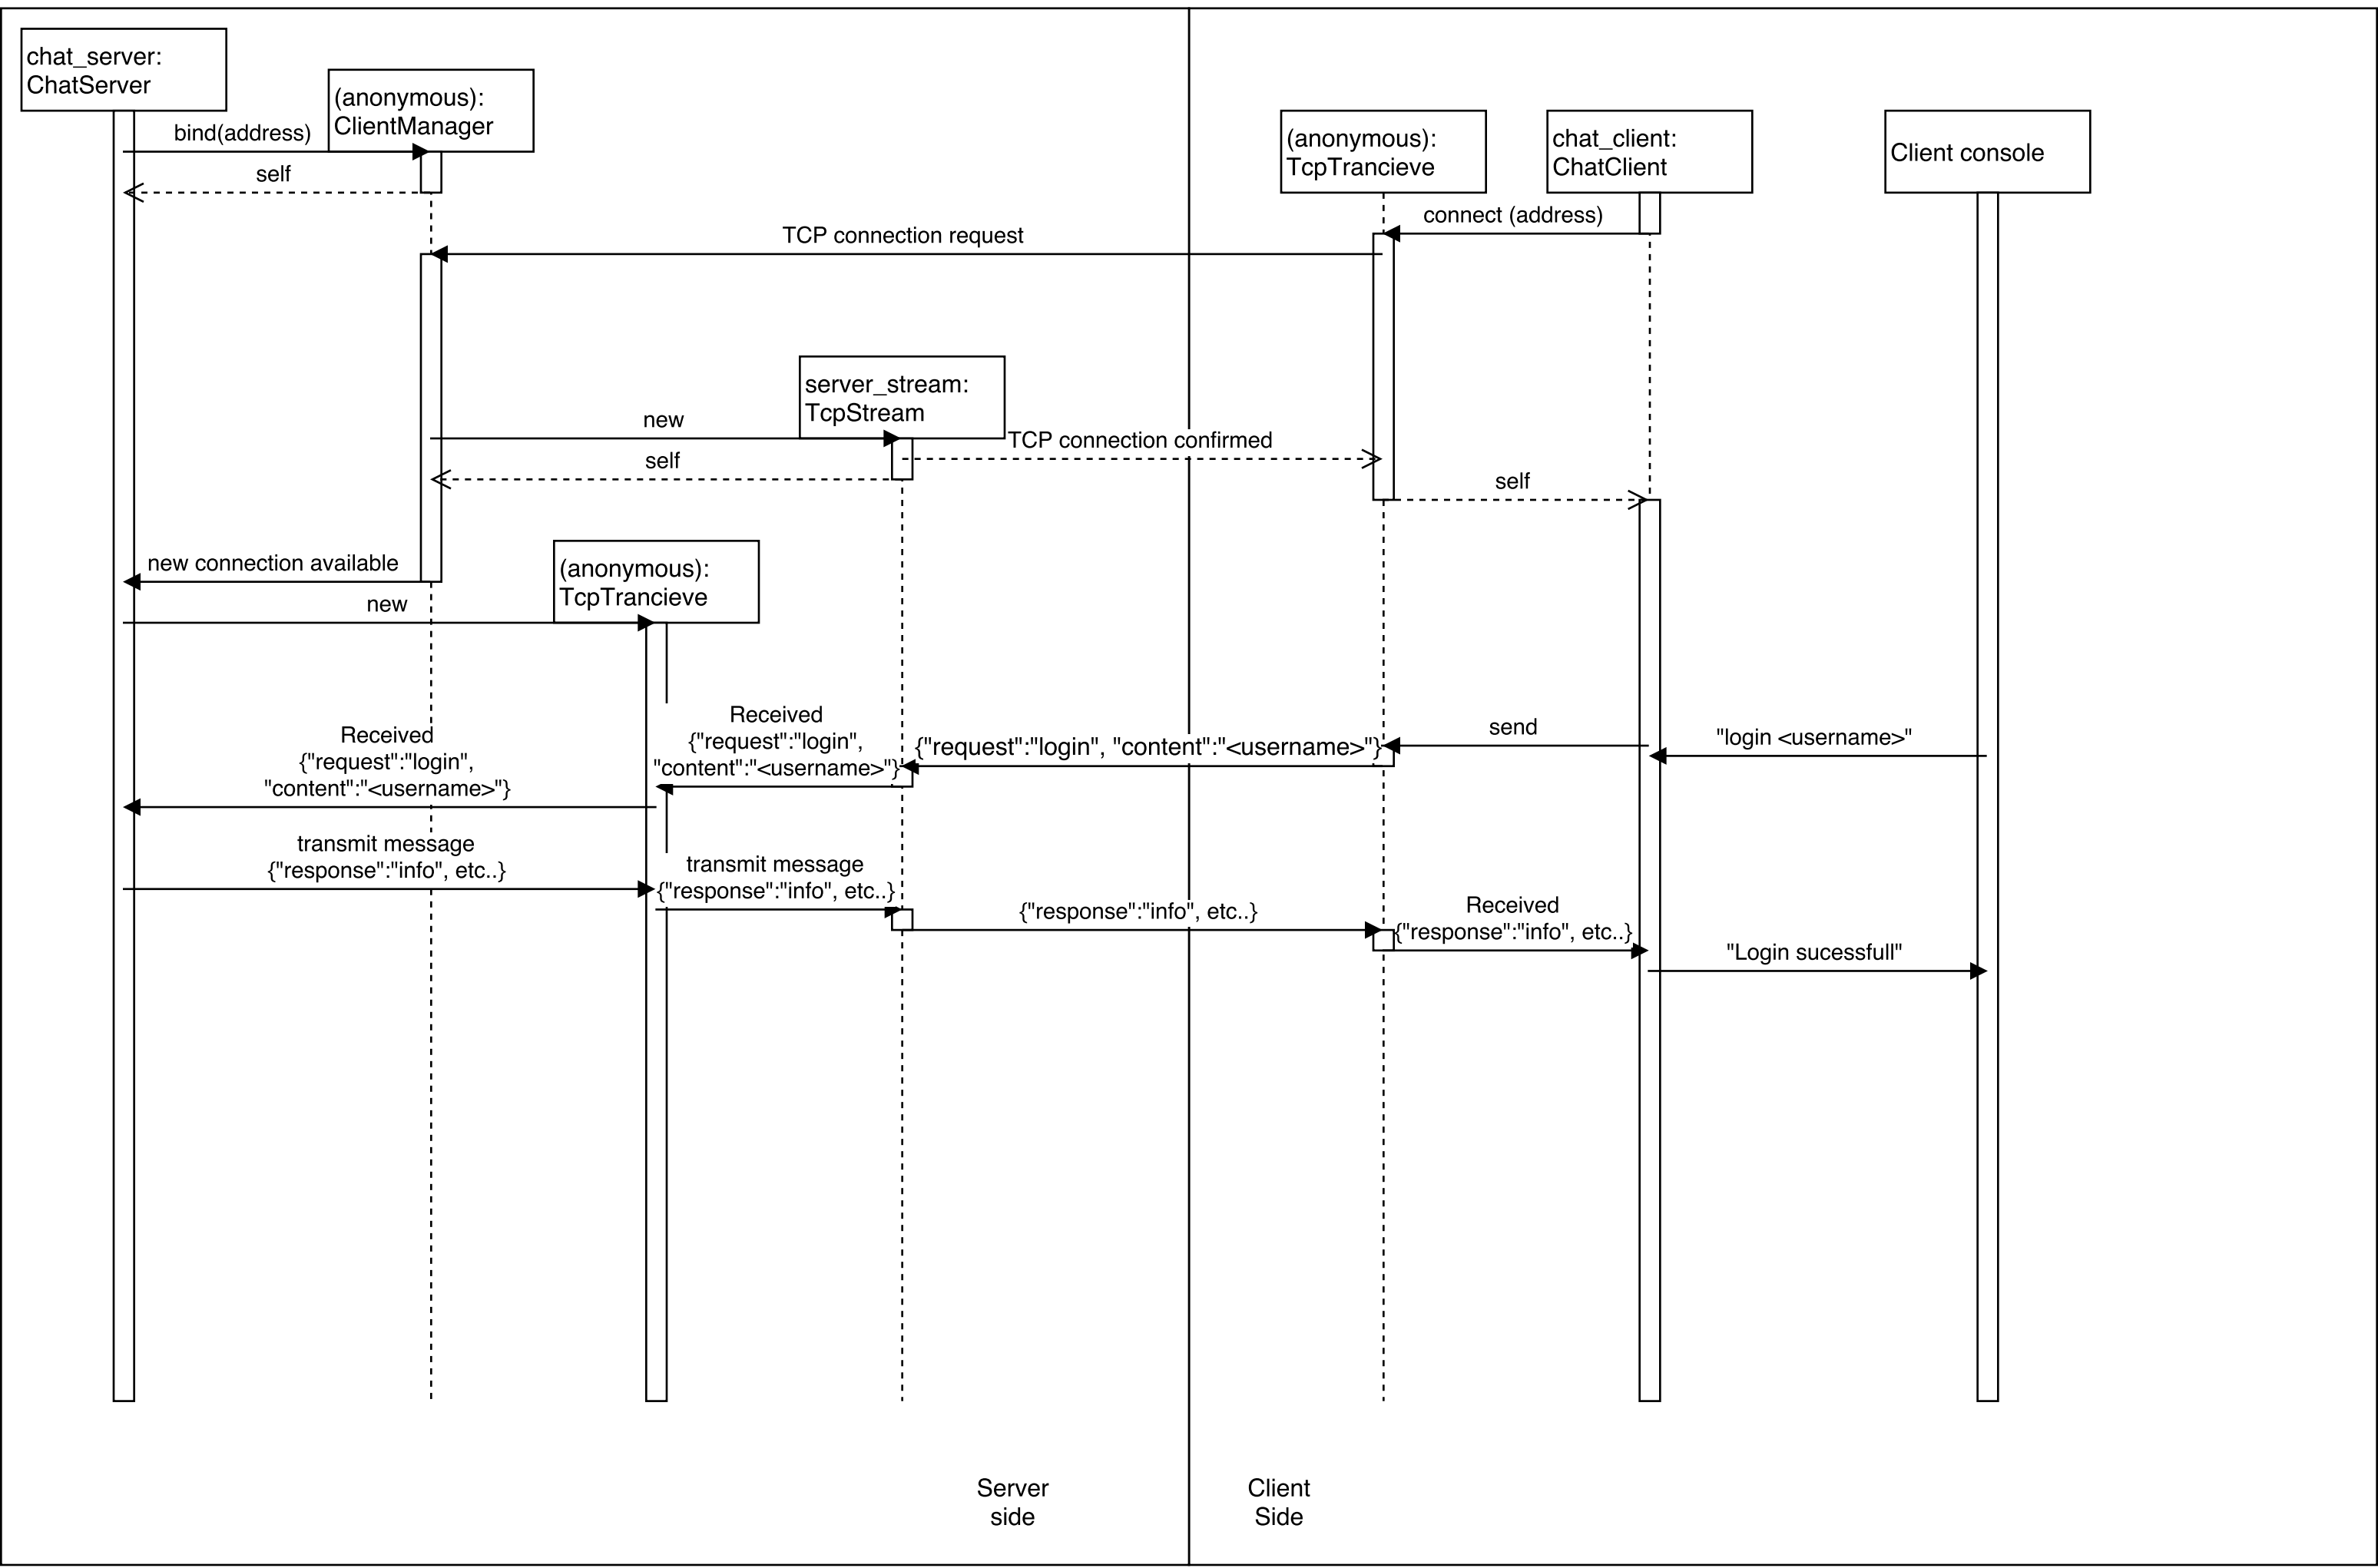 chat_server:
ChatServer
(anonymous):
ClientManager
bind(address)
self
(anonymous):
TcpTrancieve
chat_client:
ChatClient
Client console
connect (address)
TCP connection request
server_stream:
TcpStream
new
TCP connection confirmed
self
self
new connection available
(anonymous):
TcpTrancieve
new
Received
{"request":"login",
"content":"<username>"}
Received
{"request":"login",
"content":"<username>"}
{"request":"login", "content":"<username>"}
send
"login <username>"
transmit message
{"response":"info", etc..}
transmit message
{"response":"info", etc..}
{"response":"info", etc..}
Received
{"response":"info", etc..}
"Login sucessfull"
Server
side
Client
Side